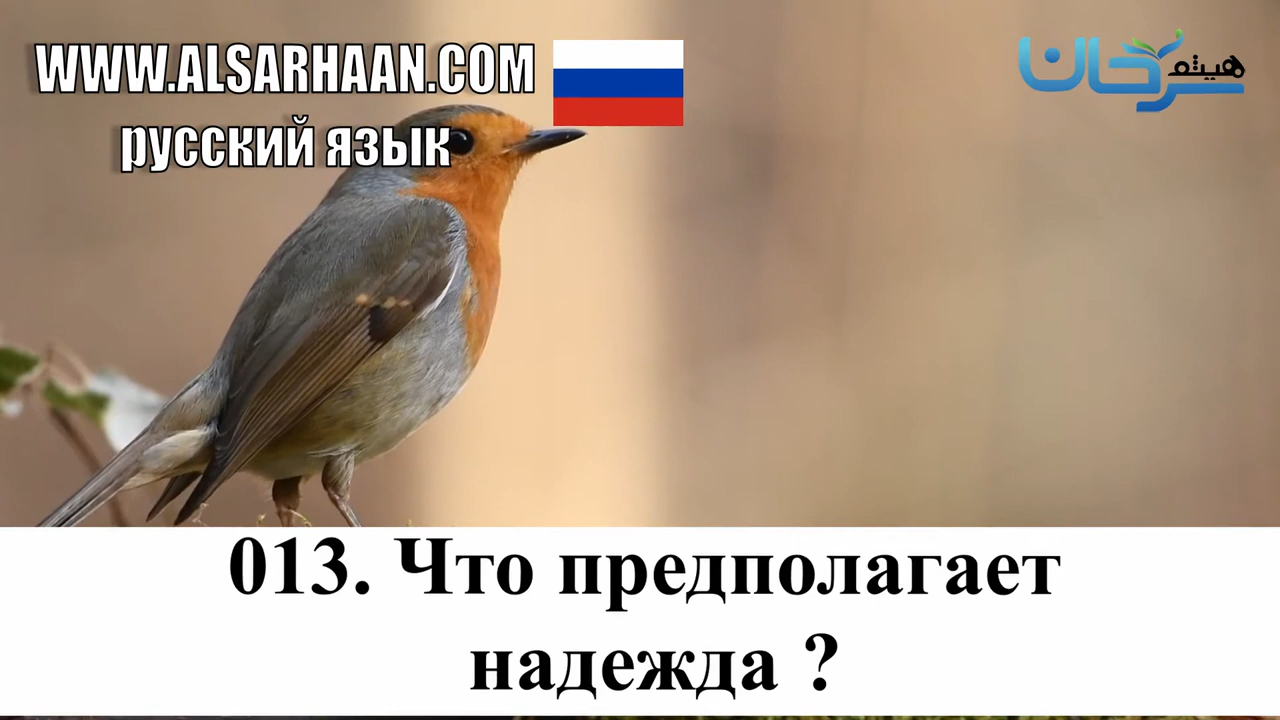 WWW.ALSARHAAN.COM
русский язык
هيثم
سرحان
013. Что предполагает
надежда ?